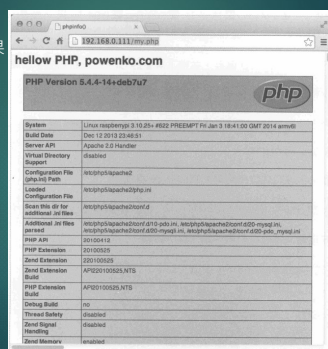 果
phpinfo()
192.168.0.111/my.php
hellow PHP, powenko.com
PHP Version 5.4.4-14+deb7u7
php
System Linux raspberrypi 3.10.25+ #622 PREEMPT Fri Jan 3 18:41:00 GMT 2014 armv6l
Build Date Dec 12 2013 23:46:51
Server API Apache 2.0 Handler
Virtual Directory Support disabled
Configuration File (php.ini) Path /etc/php5/apache2
Loaded Configuration File /etc/php5/apache2/php.ini
Scan this dir for additional .ini files /etc/php5/apache2/conf.d
Additional .ini files parsed /etc/php5/apache2/conf.d/10-pdo.ini, /etc/php5/apache2/conf.d/20-mysql.ini,
/etc/php5/apache2/conf.d/20-mysqli.ini, /etc/php5/apache2/conf.d/20-pdo_mysql.ini
PHP API 20100412
PHP Extension 20100525
Zend Extension 220100525
Zend Extension Build API220100525,NTS
PHP Extension Build API20100525,NTS
Debug Build no
Thread Safety disabled
Zend Signal Handling disabled
Zend Memory enabled